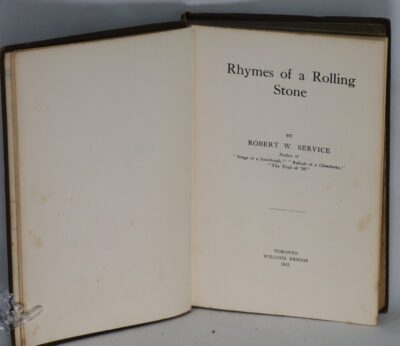 Rhymes of a Rolling
Stone
BY
ROBERT W. SERVICE
Author of
"Songs of a Sourdough," "Ballads of a Cheechako,"
"The Trail of '98"
TORONTO
WILLIAM BRIGGS
1912